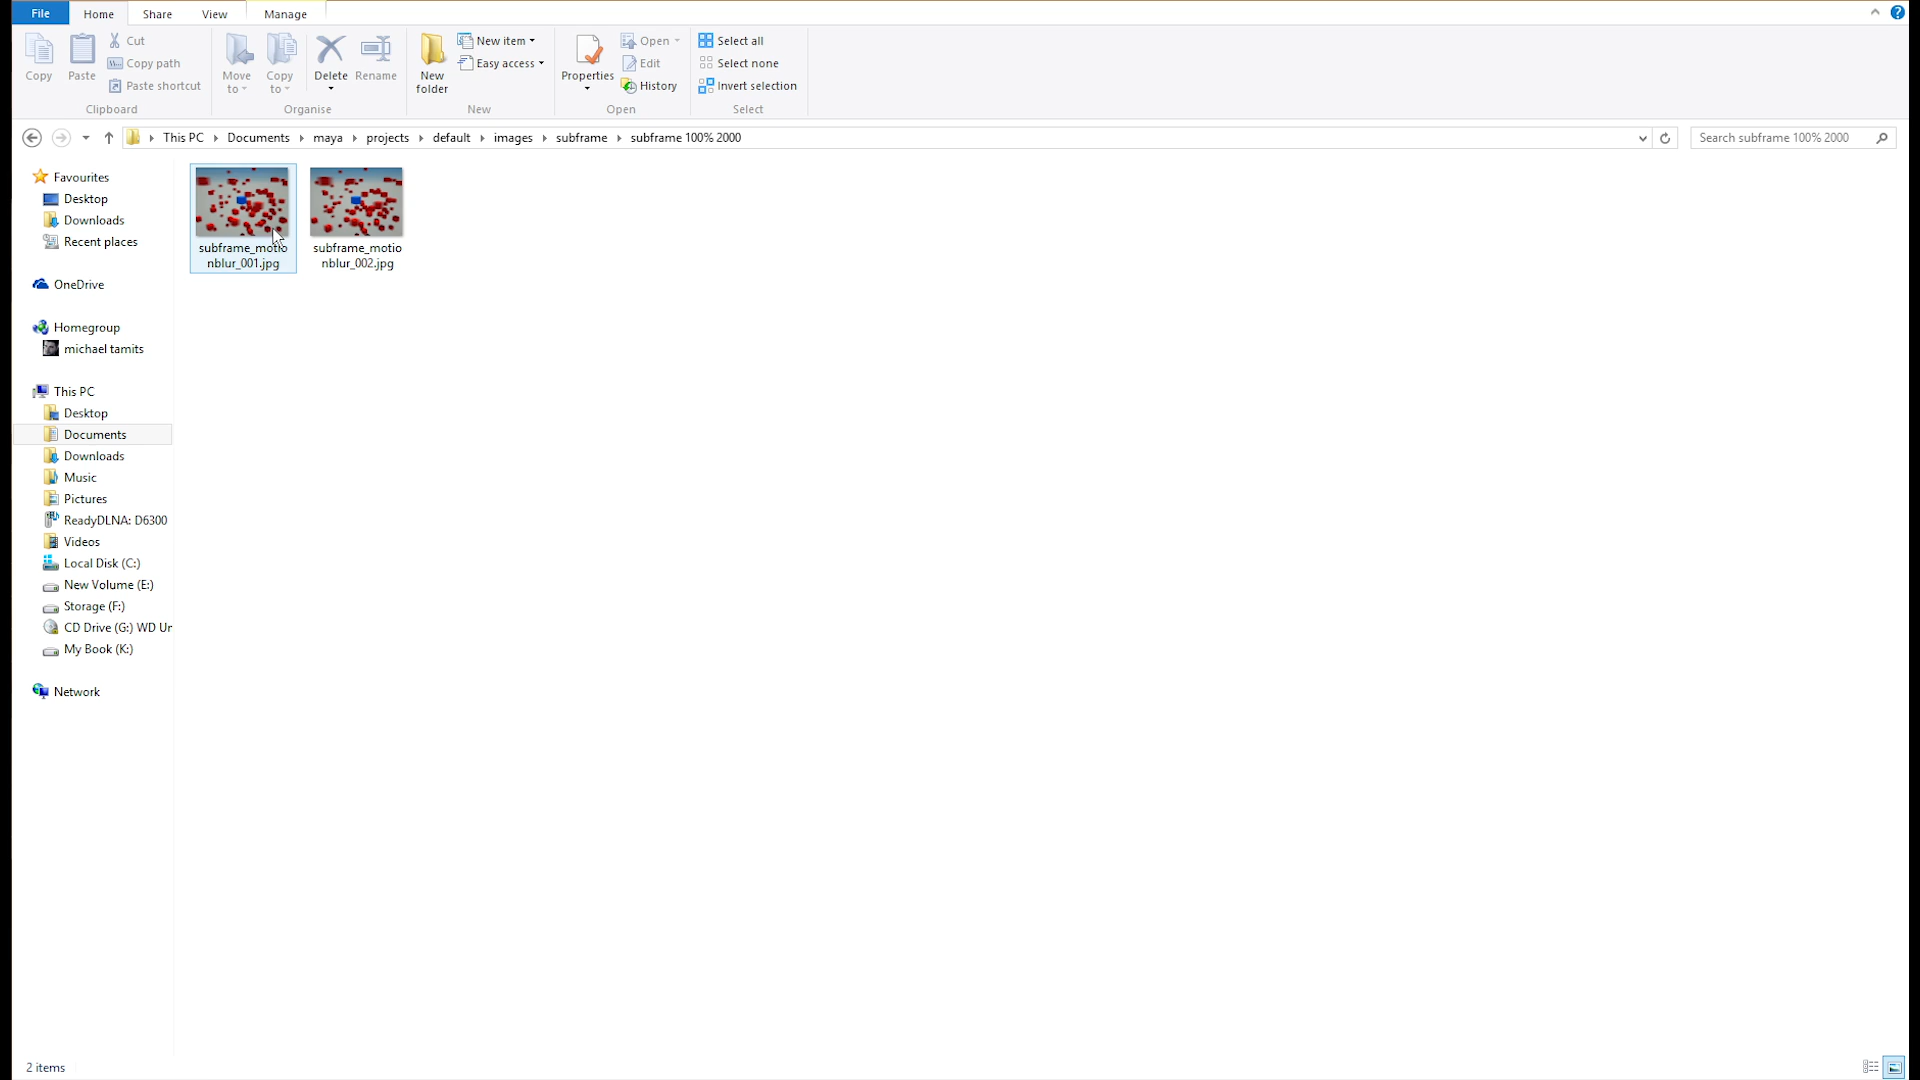 File Home Share View Manage
Copy Paste Cut Copy path Paste shortcut
Clipboard
Move to Copy to Delete Rename
Organise
New folder New item Easy access
New
Properties Open Edit History
Open
Select all
Select none
Invert selection
Select
This PC Documents maya projects default images subframe subframe 100% 2000
Search subframe 100% 2000
Favourites
Desktop
Downloads
Recent places
OneDrive
Homegroup
michael tamits
This PC
Desktop
Documents
Downloads
Music
Pictures
ReadyDLNA: D6300
Videos
Local Disk (C:)
New Volume (E:)
Storage (F:)
CD Drive (G:) WD Un
My Book (K:)
Network
subframe_motio
nblur_001.jpg
subframe_motio
nblur_002.jpg
2 items